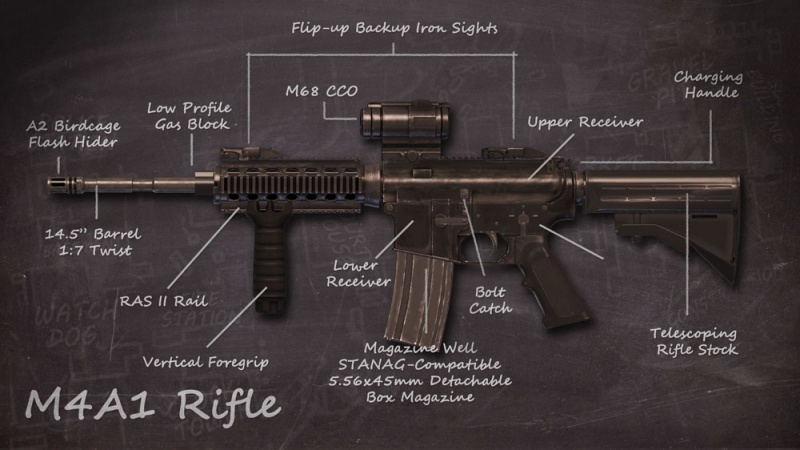 Flip-up Backup Iron Sights
M68 CCO
Charging
Handle
Low Profile
Gas Block
A2 Birdcage
Flash Hider
Upper Receiver
14.5" Barrel
1:7 Twist
Lower
Receiver
RAS II Rail
Bolt
Catch
Vertical Foregrip
Magazine Well
STANAG-Compatible
5.56x45mm Detachable
Box Magazine
Telescoping
Rifle Stock
M4A1 Rifle
WATCH
DOG